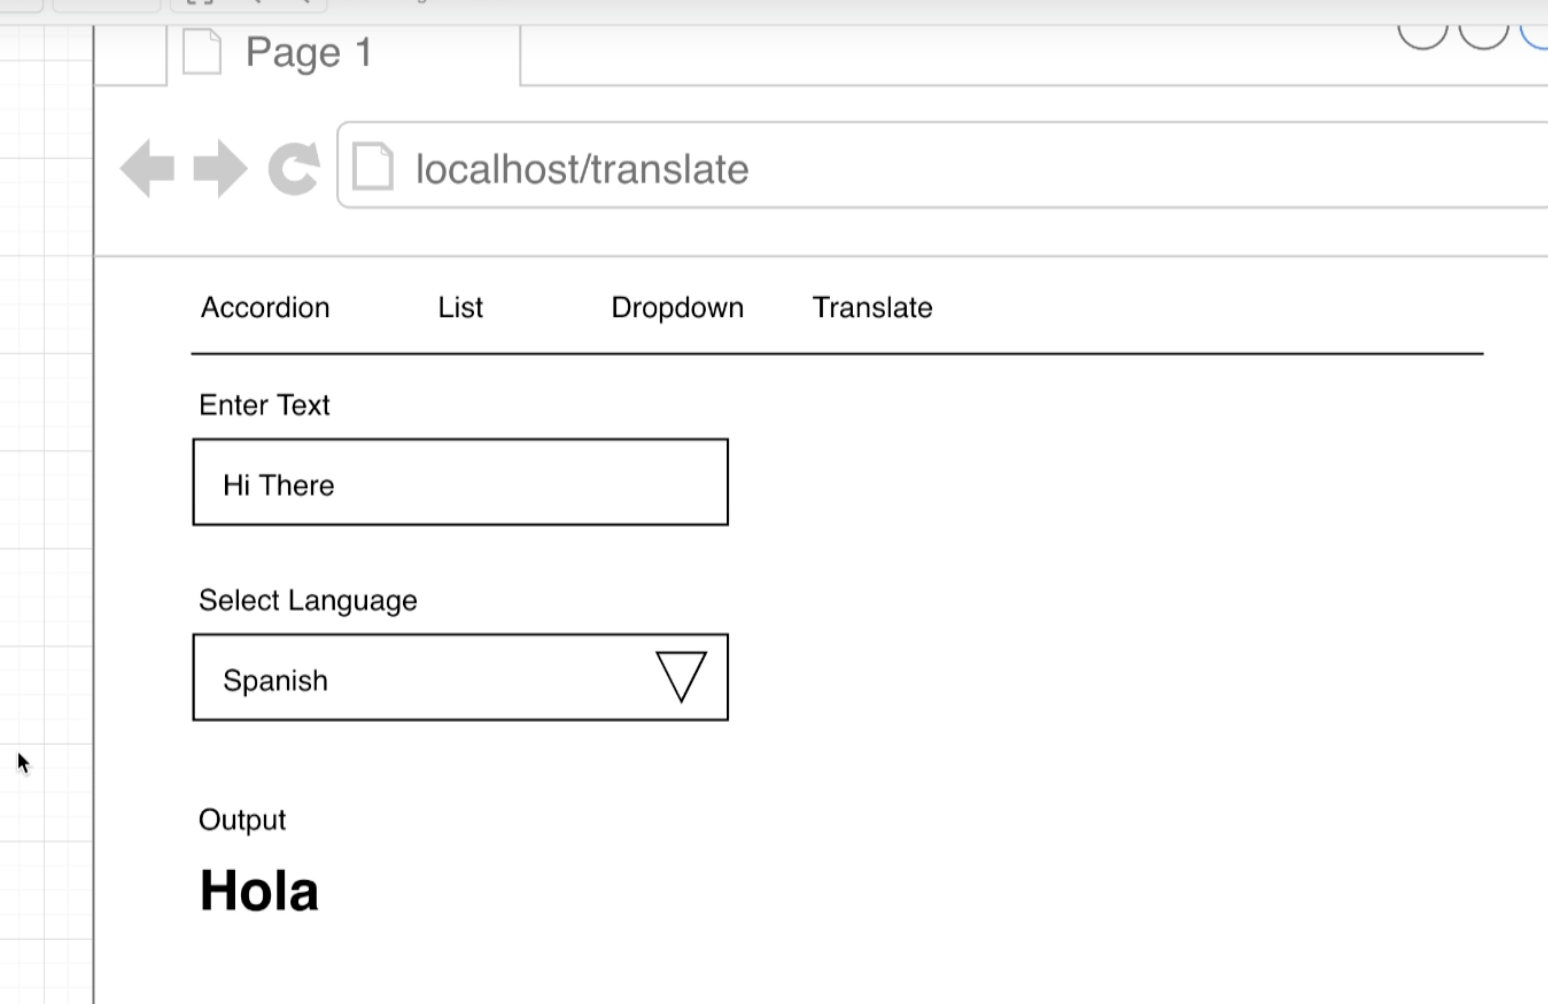 Page 1
localhost/translate
Accordion List Dropdown Translate
Enter Text
Hi There
Select Language
Spanish
Output
Hola